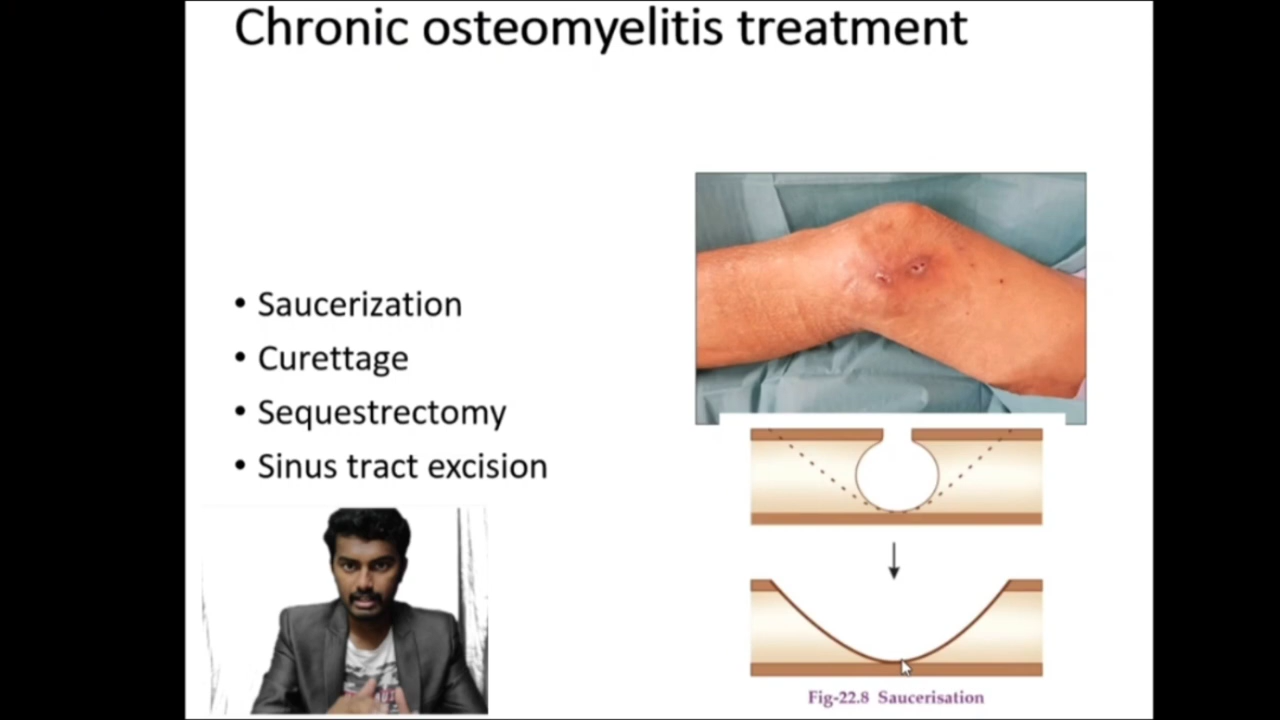 Chronic osteomyelitis treatment
• Saucerization
• Curettage
• Sequestrectomy
• Sinus tract excision
Fig-22.8 Saucerisation